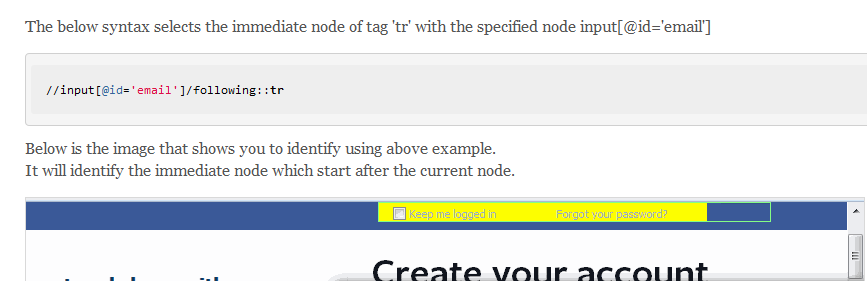 The below syntax selects the immediate node of tag 'tr' with the specified node input[@id='email']
//input[@id='email']/following::tr
Below is the image that shows you to identify using above example.
It will identify the immediate node which start after the current node.
Keep me logged in Forgot your password?
Create your account